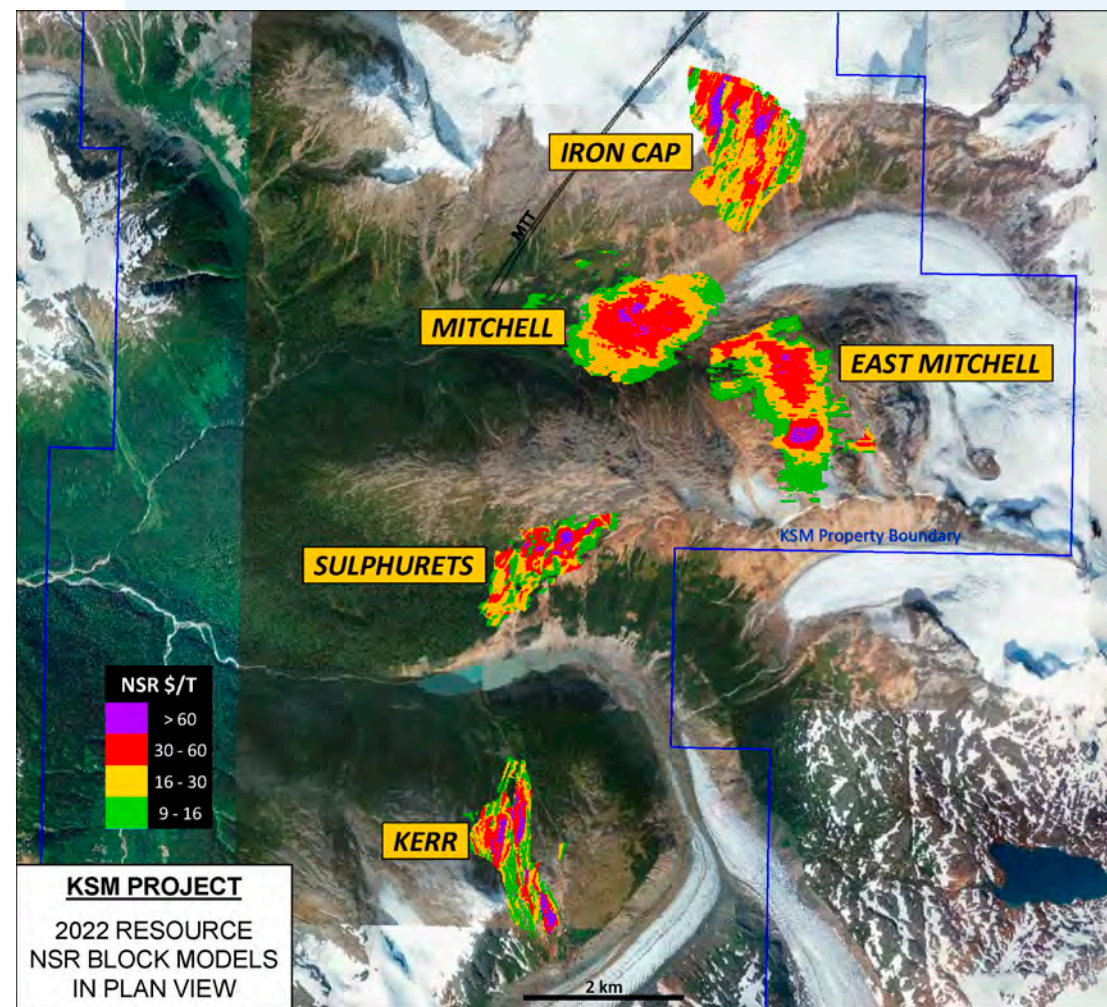 IRON CAP
MTT
MITCHELL
EAST MITCHELL
KSM Property Boundary
SULPHURETS
NSR $/T
> 60
30 - 60
16 - 30
9 - 16
KERR
KSM PROJECT
2022 RESOURCE
NSR BLOCK MODELS
IN PLAN VIEW
2 km